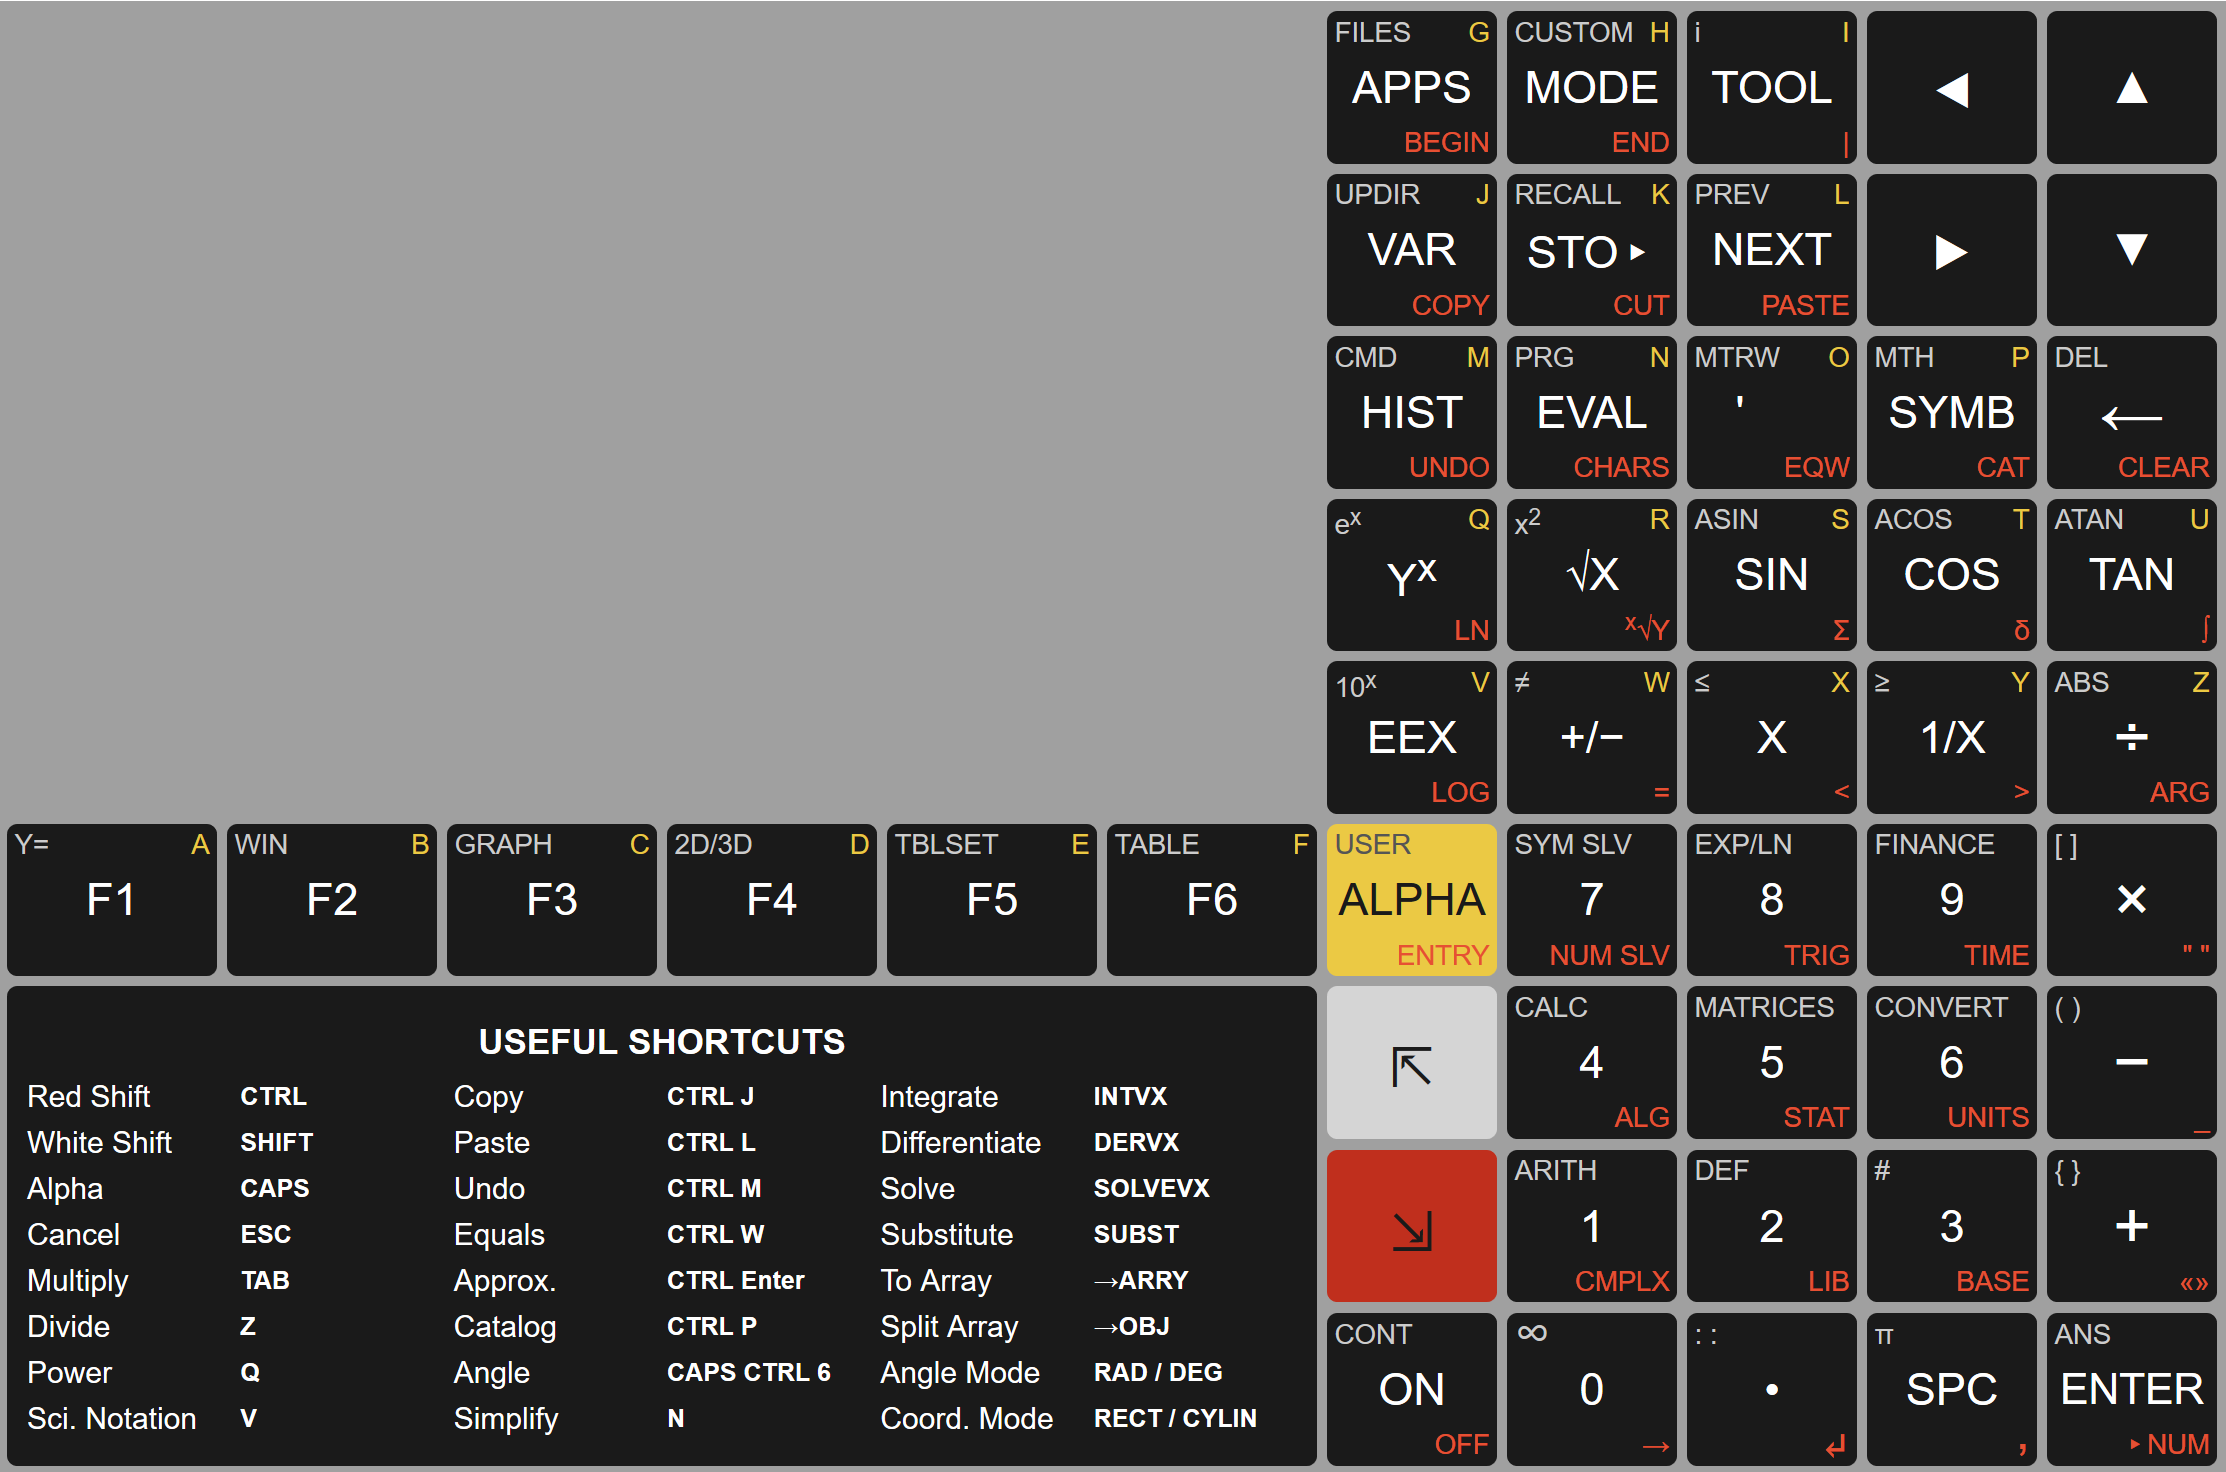 FILES G CUSTOM H i I
APPS MODE TOOL ◀ ▲
BEGIN END |
UPDIR J RECALL K PREV L
VAR STO ▸ NEXT ▶ ▼
COPY CUT PASTE
CMD M PRG N MTRW O MTH P DEL
HIST EVAL ' SYMB ←
UNDO CHARS EQW CAT CLEAR
eˣ Q x² R ASIN S ACOS T ATAN U
Yˣ √X SIN COS TAN
LN ˣ√Y Σ δ ∫
10ˣ V ≠ W ≤ X ≥ Y ABS Z
EEX +/− X 1/X ÷
LOG = < > ARG
Y= A WIN B GRAPH C 2D/3D D TBLSET E TABLE F USER SYM SLV EXP/LN FINANCE [ ]
F1 F2 F3 F4 F5 F6 ALPHA 7 8 9 ×
ENTRY NUM SLV TRIG TIME " "
CALC MATRICES CONVERT ( )
⇱ 4 5 6 −
ALG STAT UNITS _
ARITH DEF # { }
⇲ 1 2 3 +
CMPLX LIB BASE «»
CONT ∞ : : π ANS
ON 0 • SPC ENTER
OFF → ↲ , ▸ NUM
USEFUL SHORTCUTS
Red Shift CTRL Copy CTRL J Integrate INTVX
White Shift SHIFT Paste CTRL L Differentiate DERVX
Alpha CAPS Undo CTRL M Solve SOLVEVX
Cancel ESC Equals CTRL W Substitute SUBST
Multiply TAB Approx. CTRL Enter To Array →ARRY
Divide Z Catalog CTRL P Split Array →OBJ
Power Q Angle CAPS CTRL 6 Angle Mode RAD / DEG
Sci. Notation V Simplify N Coord. Mode RECT / CYLIN